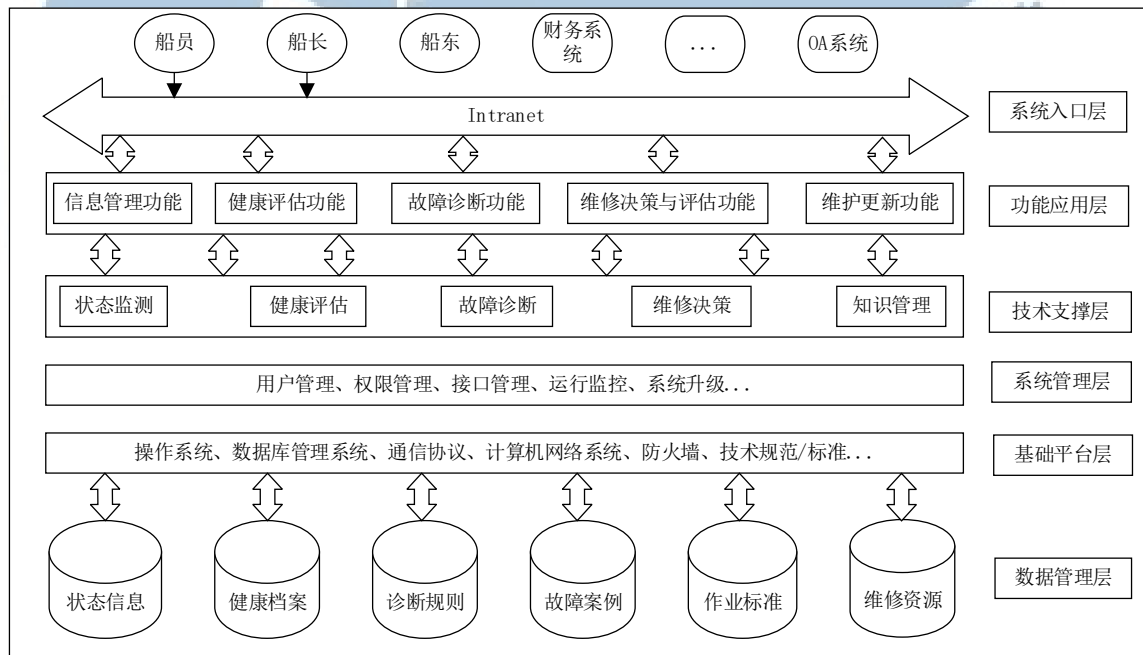 船员
船长
船东
财务系
统
...
OA系统
Intranet
系统入口层
信息管理功能
健康评估功能
故障诊断功能
维修决策与评估功能
维护更新功能
功能应用层
状态监测
健康评估
故障诊断
维修决策
知识管理
技术支撑层
用户管理、权限管理、接口管理、运行监控、系统升级...
系统管理层
操作系统、数据库管理系统、通信协议、计算机网络系统、防火墙、技术规范/标准...
基础平台层
状态信息
健康档案
诊断规则
故障案例
作业标准
维修资源
数据管理层